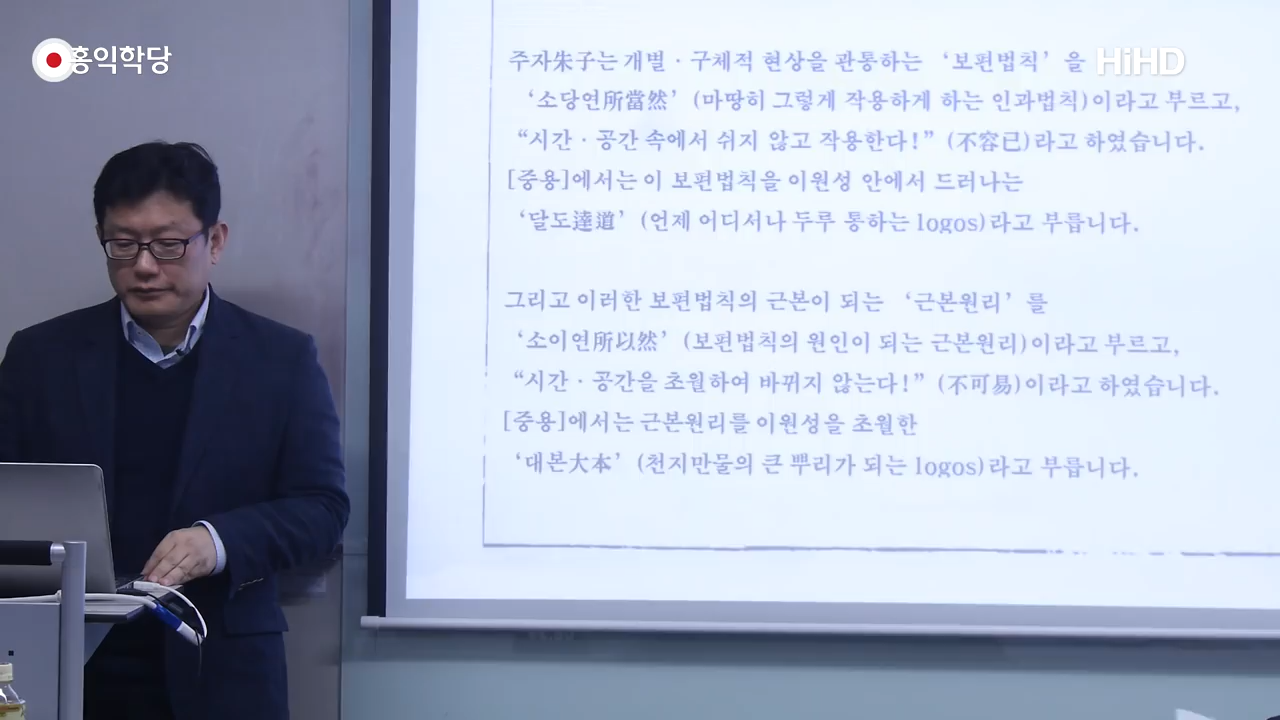 홍익학당
HiHD
주자朱子는 개별·구체적 현상을 관통하는 ‘보편법칙’을
‘소당연所當然’(마땅히 그렇게 작용하게 하는 인과법칙)이라고 부르고,
“시간·공간 속에서 쉬지 않고 작용한다!”(不容已)라고 하였습니다.
[중용]에서는 이 보편법칙을 이원성 안에서 드러나는
‘달도達道’(언제 어디서나 두루 통하는 logos)라고 부릅니다.
그리고 이러한 보편법칙의 근본이 되는 ‘근본원리’를
‘소이연所以然’(보편법칙의 원인이 되는 근본원리)이라고 부르고,
“시간·공간을 초월하여 바뀌지 않는다!”(不可易)이라고 하였습니다.
[중용]에서는 근본원리를 이원성을 초월한
‘대본大本’(천지만물의 큰 뿌리가 되는 logos)라고 부릅니다.